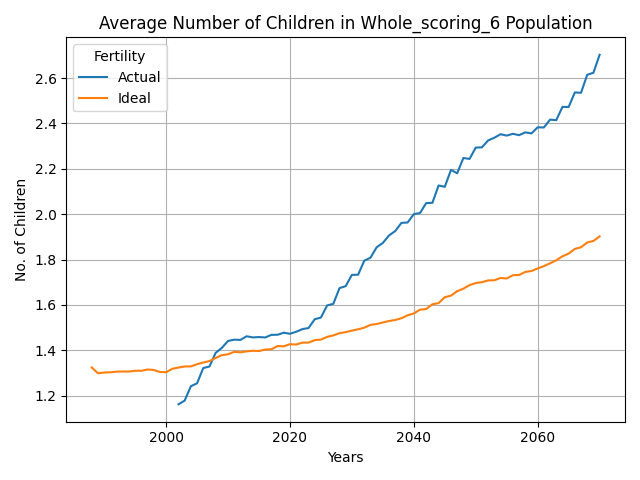 Average Number of Children in Whole_scoring_6 Population
Fertility
Actual
Ideal
No. of Children
2.6
2.4
2.2
2.0
1.8
1.6
1.4
1.2
2000 2020 2040 2060
Years